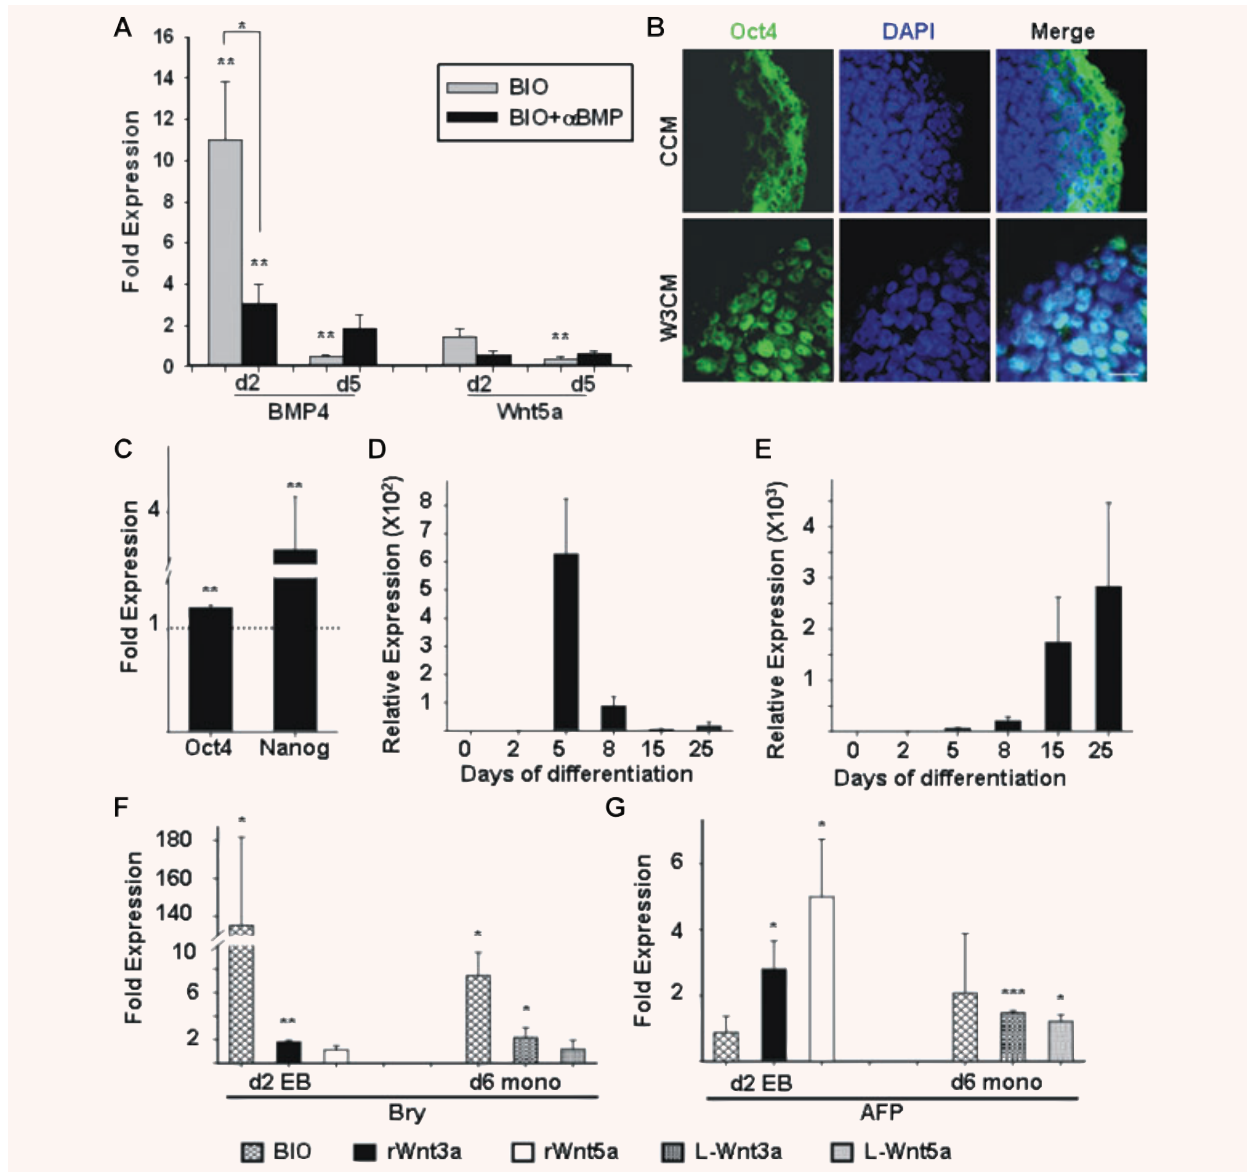 A
16
14
12
10
8
6
4
2
0
Fold Expression
*
**
**
**
**
BIO
BIO+αBMP
d2 d5 d2 d5
BMP4 Wnt5a
B
Oct4 DAPI Merge
CCM
W3CM
C
4
1
Fold Expression
**
**
Oct4 Nanog
D
8
7
6
5
4
3
2
1
Relative Expression (X10²)
0 2 5 8 15 25
Days of differentiation
E
4
3
2
1
Relative Expression (X10³)
0 2 5 8 15 25
Days of differentiation
F
180
160
140
10
6
2
Fold Expression
*
**
*
*
d2 EB d6 mono
Bry
G
6
4
2
Fold Expression
*
*
***
*
d2 EB d6 mono
AFP
BIO rWnt3a rWnt5a L-Wnt3a L-Wnt5a